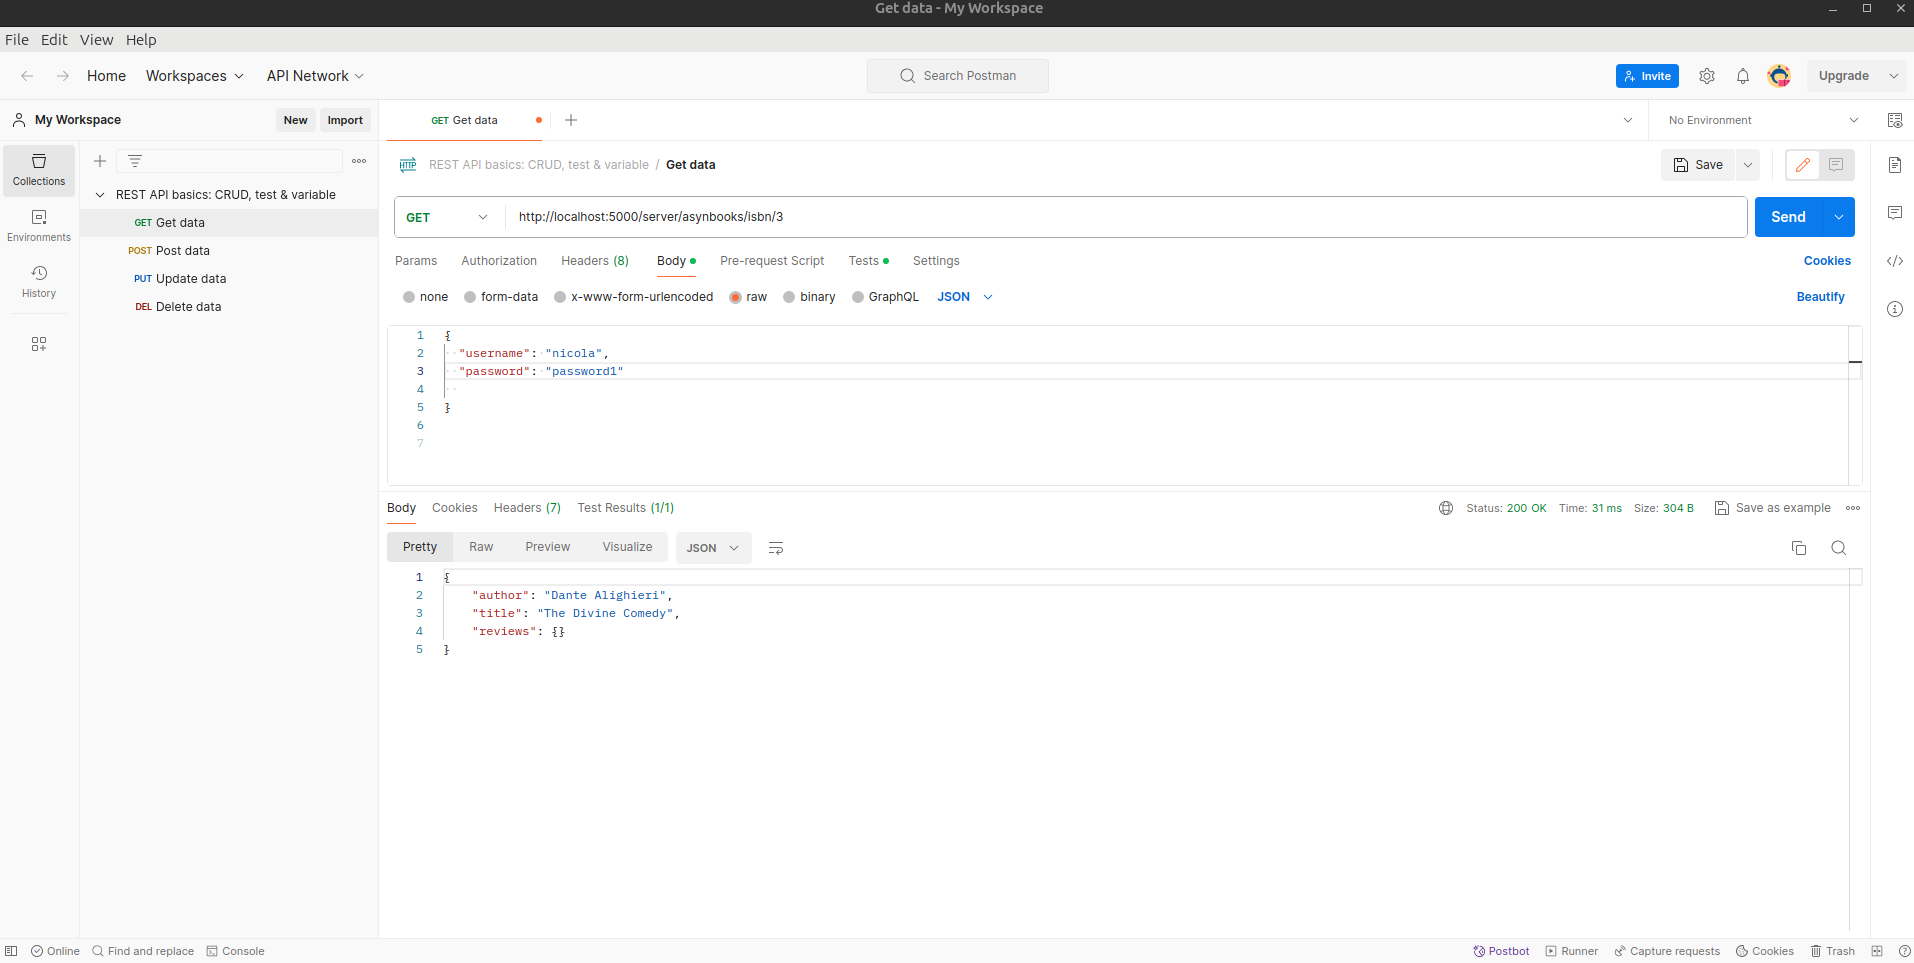 Get data - My Workspace
File Edit View Help
Home Workspaces API Network Search Postman Invite Upgrade
My Workspace New Import GET Get data No Environment
Collections
Environments
History
REST API basics: CRUD, test & variable
GET Get data
POST Post data
PUT Update data
DEL Delete data
HTTP REST API basics: CRUD, test & variable / Get data Save
GET http://localhost:5000/server/asynbooks/isbn/3 Send
Params Authorization Headers (8) Body Pre-request Script Tests Settings Cookies
none form-data x-www-form-urlencoded raw binary GraphQL JSON Beautify
1 {
2 "username": "nicola",
3 "password": "password1"
4
5 }
6
7
Body Cookies Headers (7) Test Results (1/1) Status: 200 OK Time: 31 ms Size: 304 B Save as example
Pretty Raw Preview Visualize JSON
1 {
2 "author": "Dante Alighieri",
3 "title": "The Divine Comedy",
4 "reviews": {}
5 }
Online Find and replace Console Postbot Runner Capture requests Cookies Trash